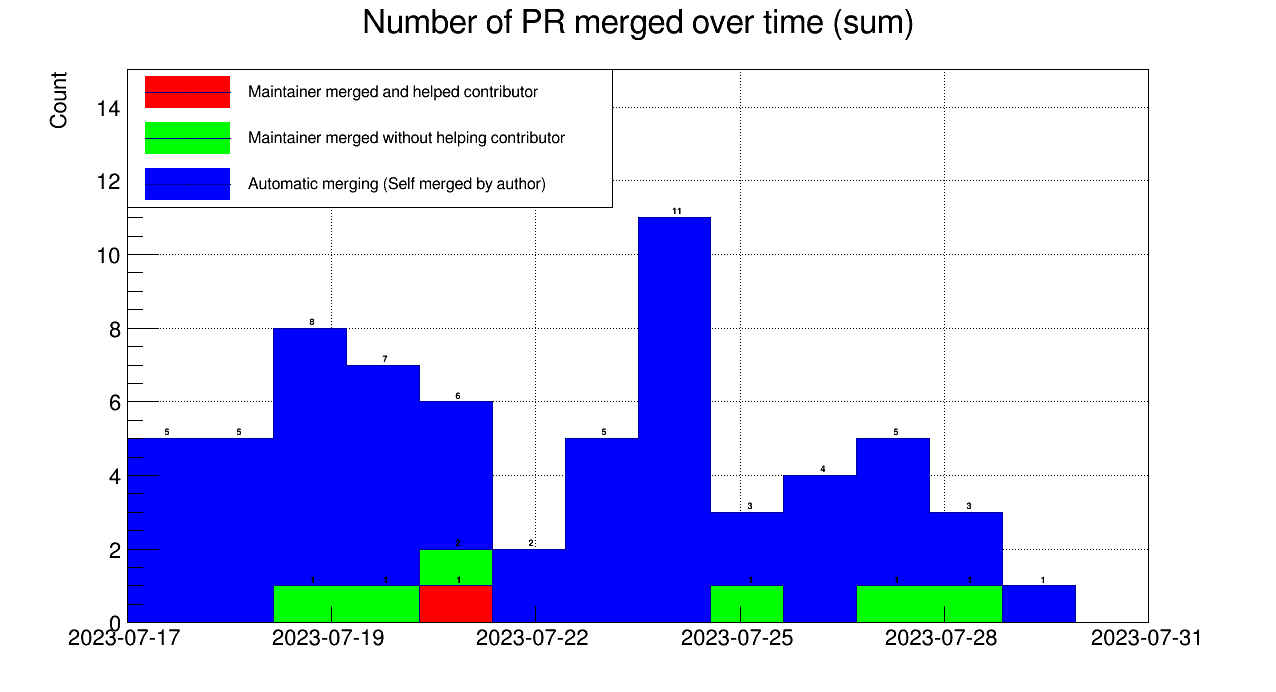 Number of PR merged over time (sum)
Count
Maintainer merged and helped contributor
Maintainer merged without helping contributor
Automatic merging (Self merged by author)
14
12
10
8
6
4
2
0
11
8
7
6
5 5 5 5
4
3 3
2 2
1 1 1 1 1 1 1
2023-07-17 2023-07-19 2023-07-22 2023-07-25 2023-07-28 2023-07-31